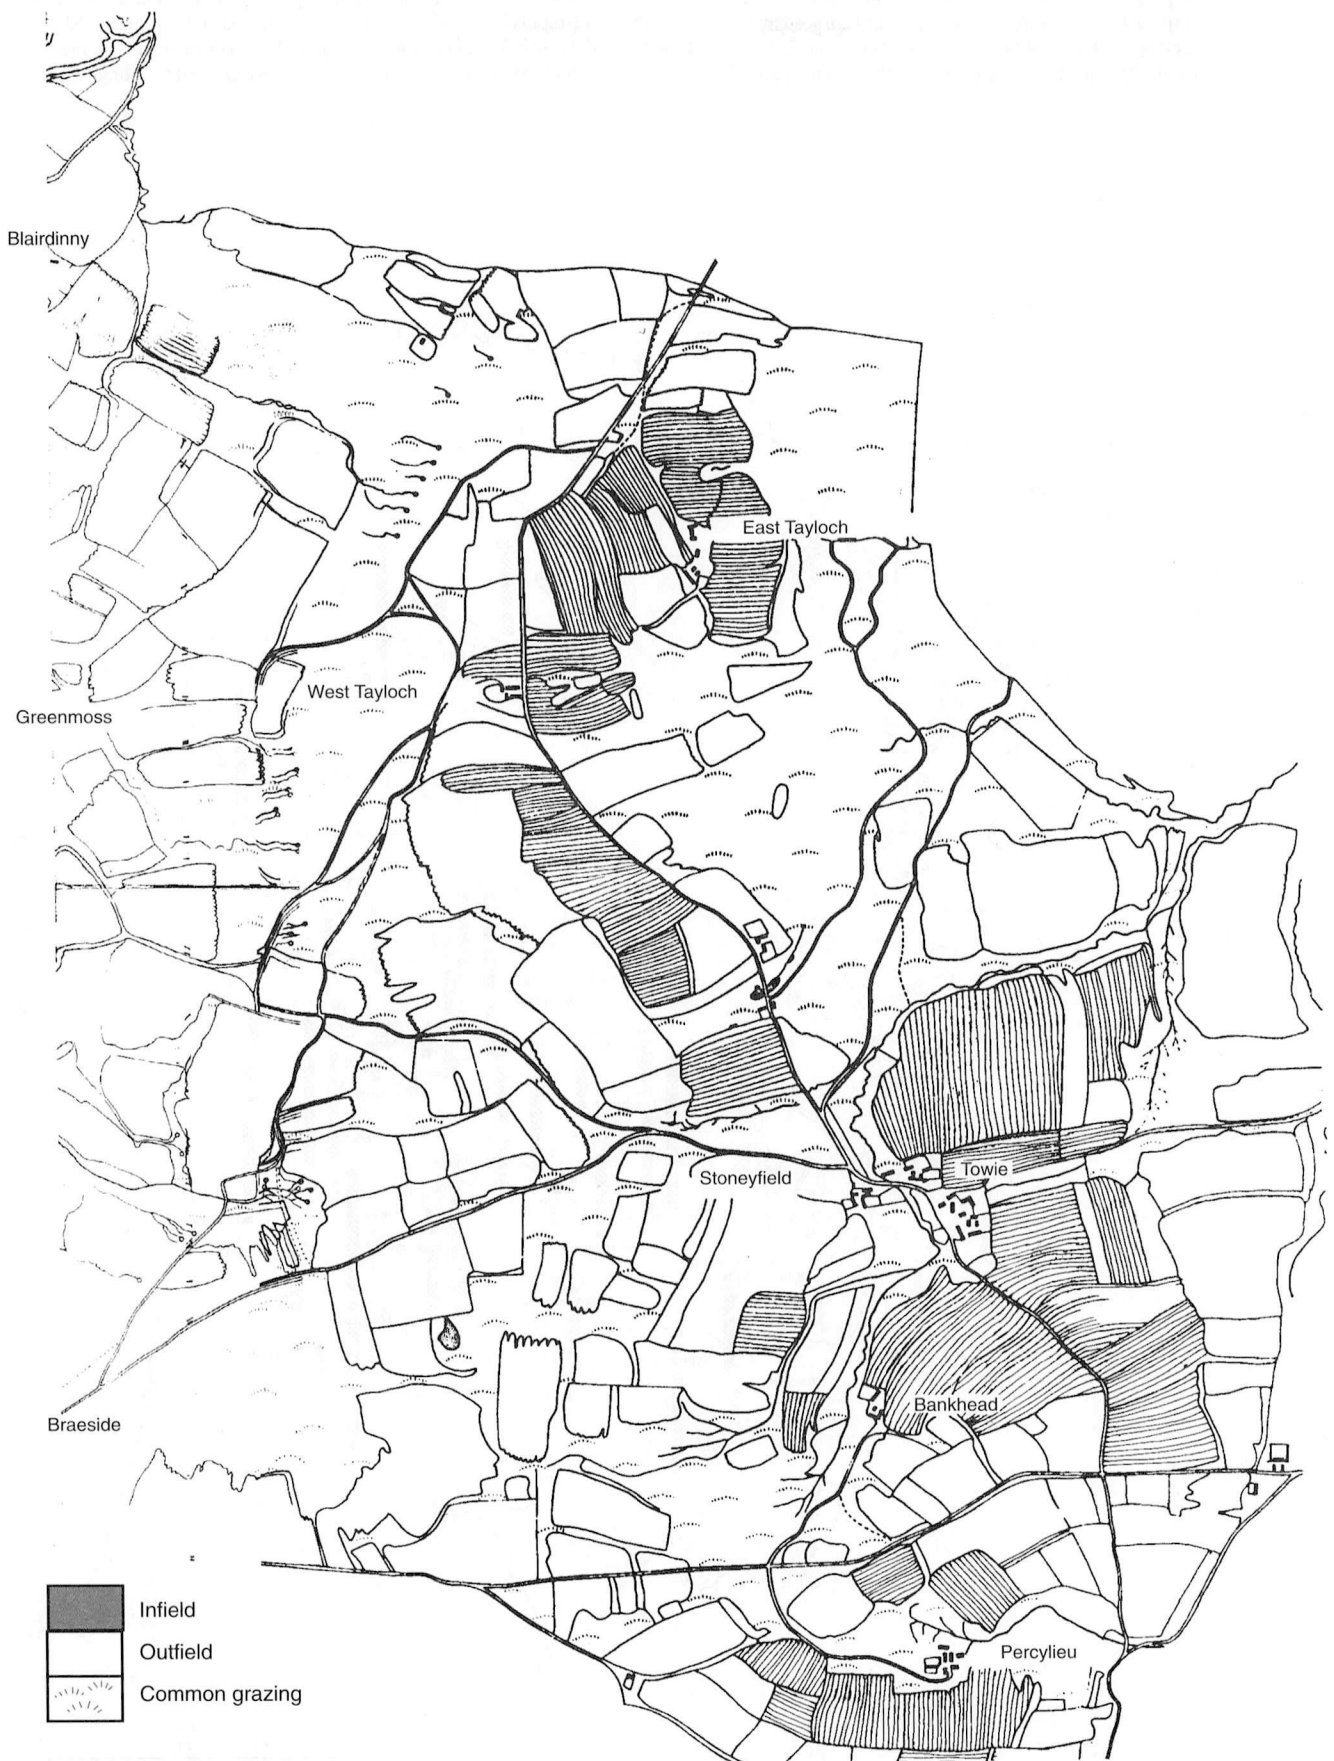 Blairdinny
East Tayloch
West Tayloch
Greenmoss
Towie
Stoneyfield
Bankhead
Braeside
Infield
Outfield
Percylieu
Common grazing